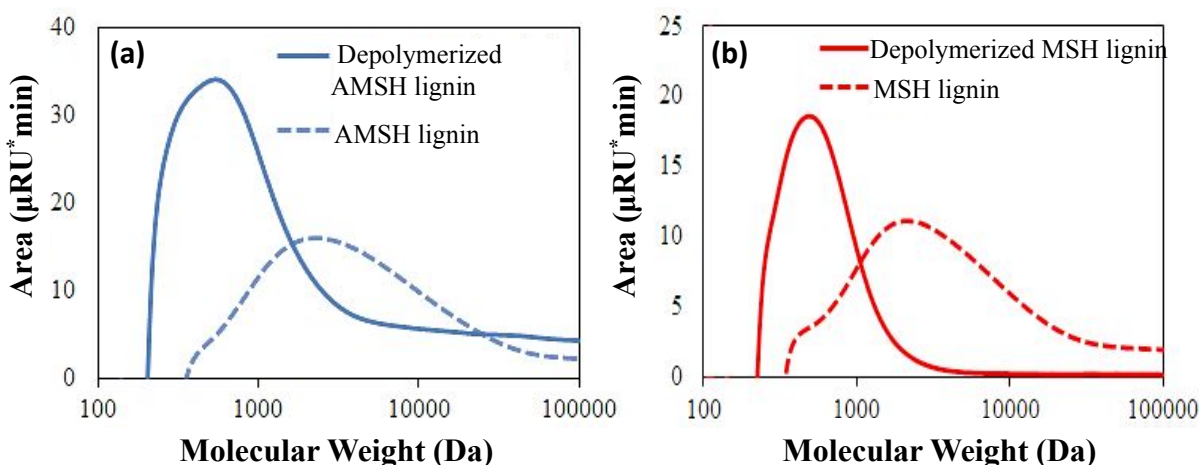 (a)
Depolymerized
AMSH lignin
AMSH lignin
Area (µRU*min)
40
30
20
10
0
100
1000
10000
100000
Molecular Weight (Da)
(b)
Depolymerized MSH lignin
MSH lignin
Area (µRU*min)
25
20
15
10
5
0
100
1000
10000
100000
Molecular Weight (Da)